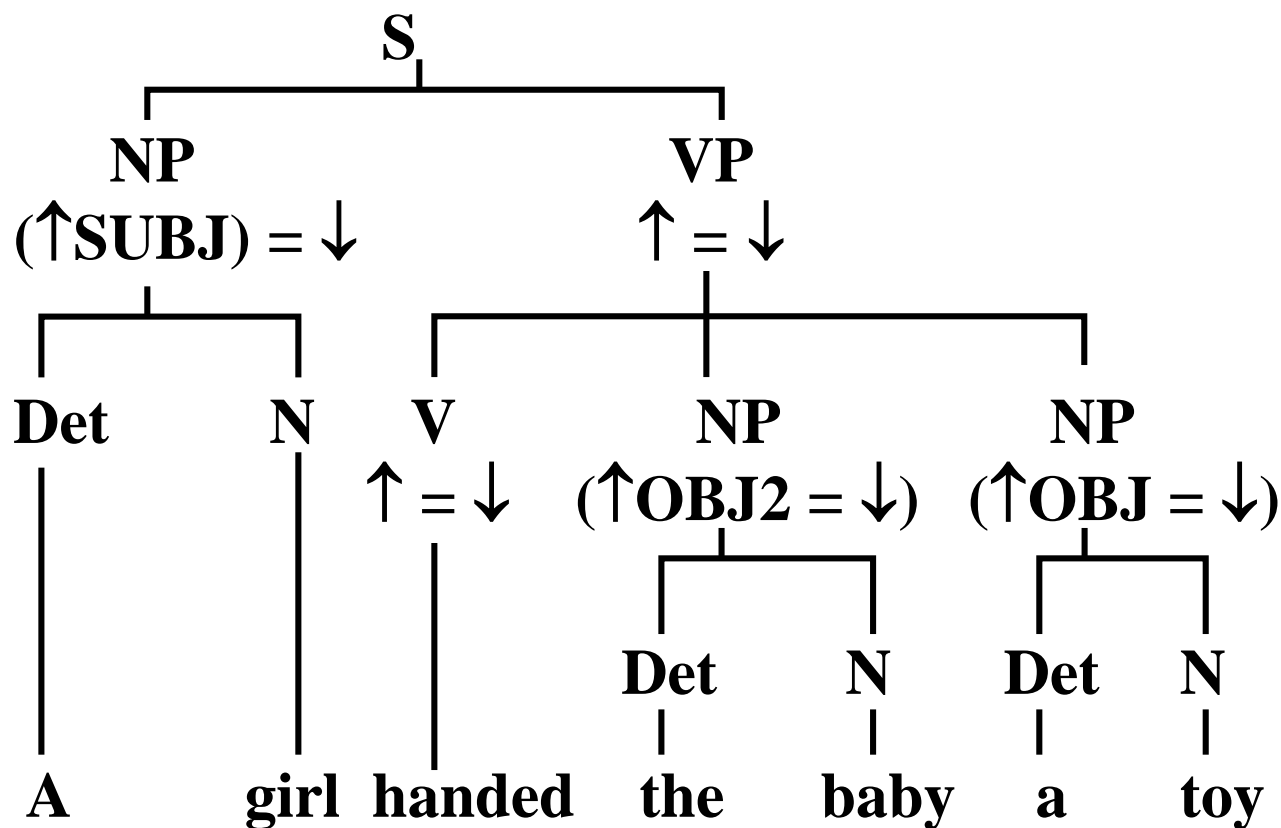 S
NP VP
(↑SUBJ) = ↓ ↑ = ↓
Det N V NP NP
↑ = ↓ (↑OBJ2 = ↓) (↑OBJ = ↓)
Det N Det N
A girl handed the baby a toy